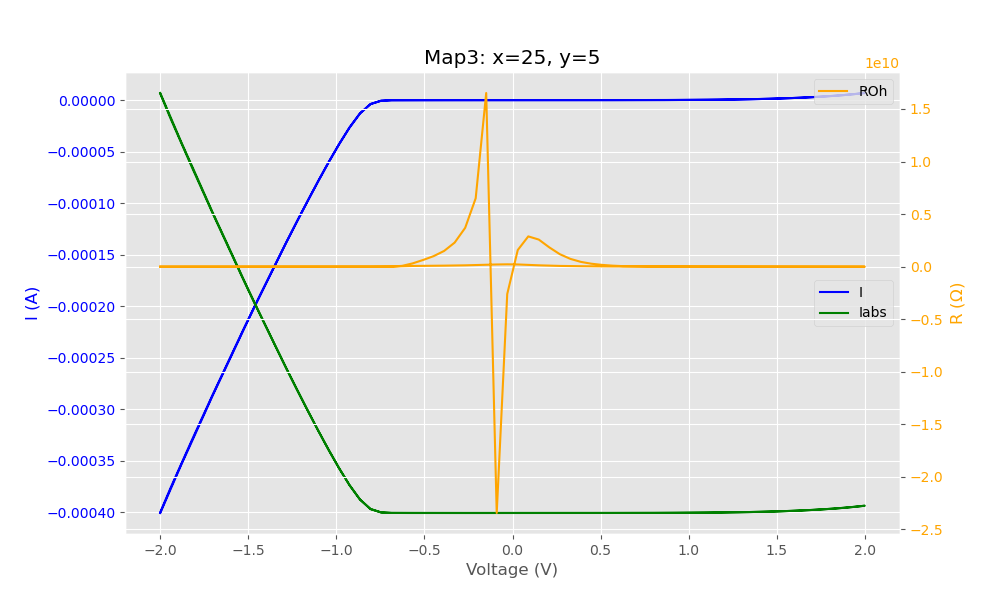 Map3: x=25, y=5
1e10
ROh
I
Iabs
I (A)
0.00000
−0.00005
−0.00010
−0.00015
−0.00020
−0.00025
−0.00030
−0.00035
−0.00040
R (Ω)
1.5
1.0
0.5
0.0
−0.5
−1.0
−1.5
−2.0
−2.5
−2.0 −1.5 −1.0 −0.5 0.0 0.5 1.0 1.5 2.0
Voltage (V)